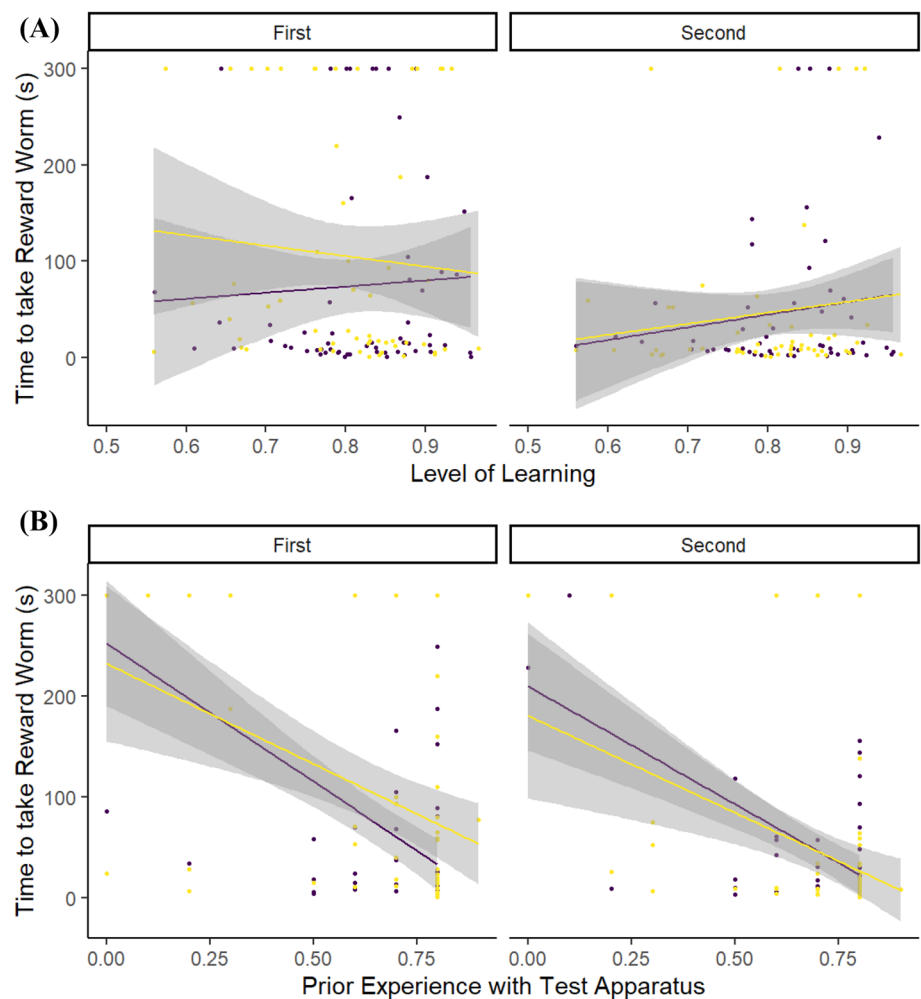 (A)
First Second
Time to take Reward Worm (s)
300
200
100
0
0.5 0.6 0.7 0.8 0.9 0.5 0.6 0.7 0.8 0.9
Level of Learning
(B)
First Second
Time to take Reward Worm (s)
300
200
100
0
0.00 0.25 0.50 0.75 0.00 0.25 0.50 0.75
Prior Experience with Test Apparatus